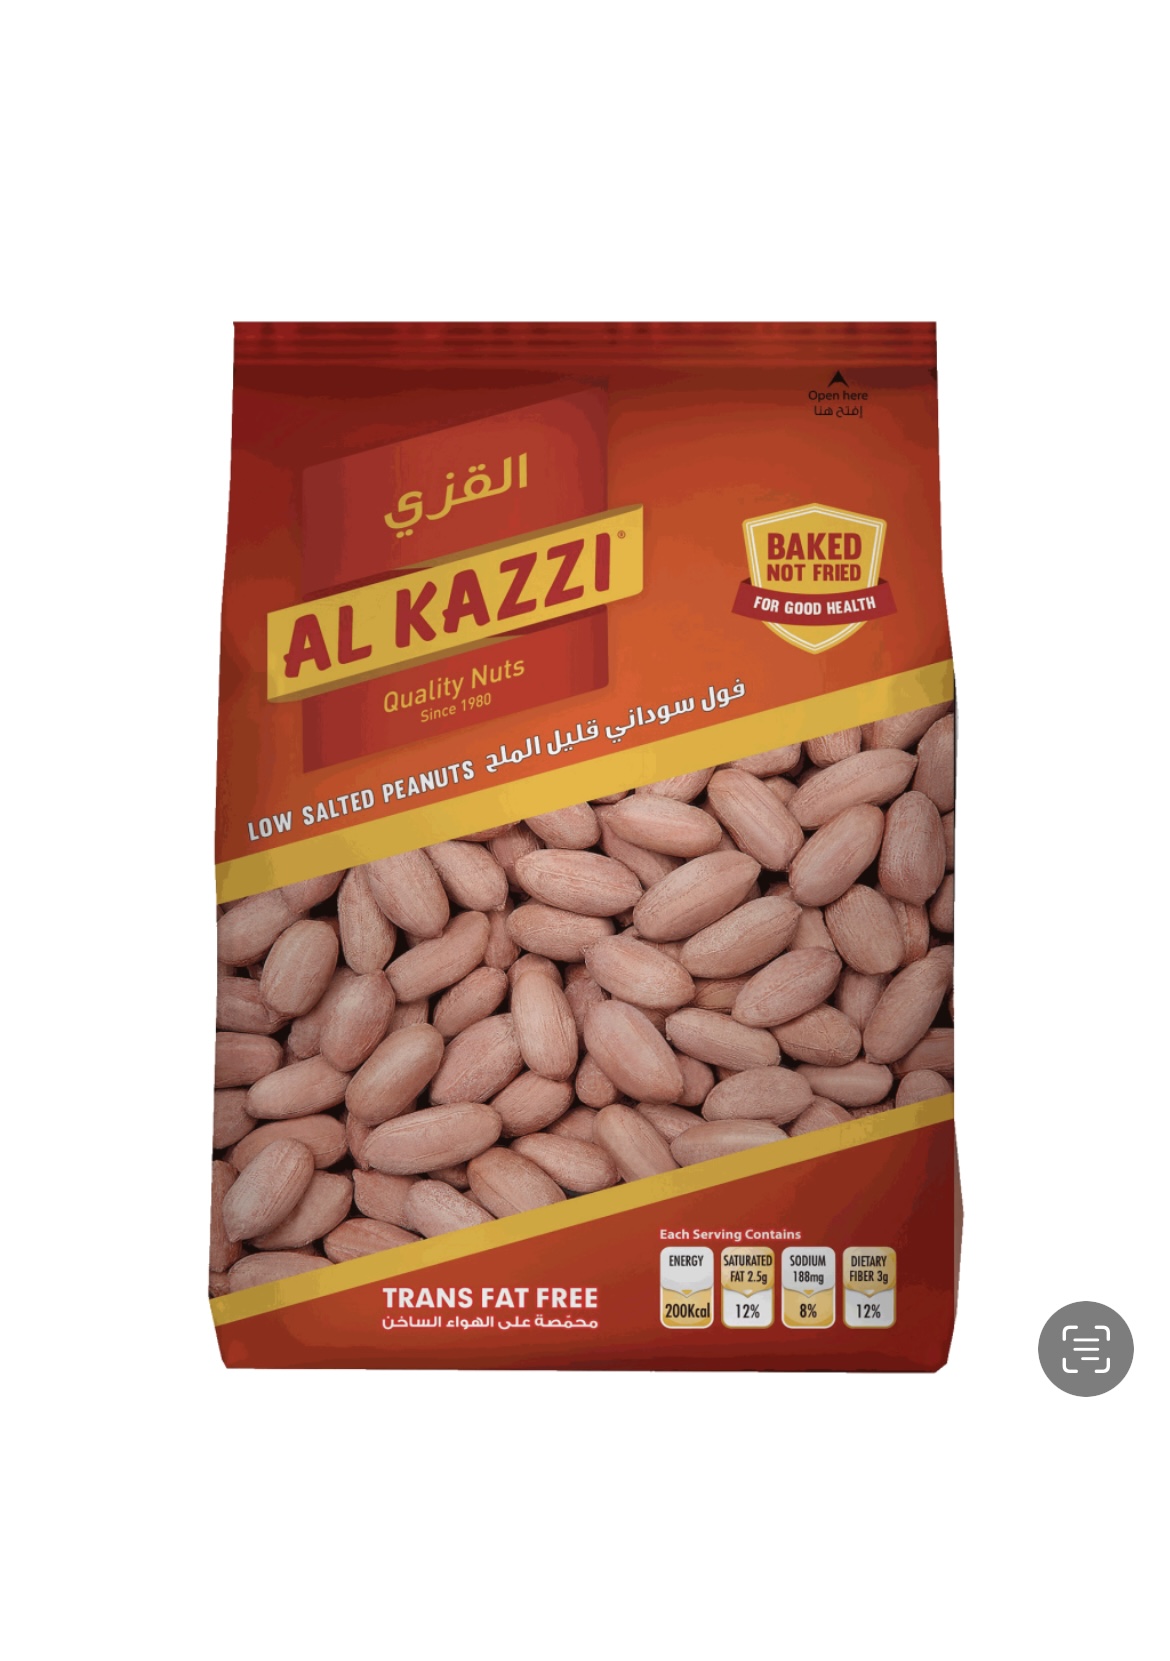 Open here
إفتح هنا
القزي
AL KAZZI®
Quality Nuts
Since 1980
BAKED
NOT FRIED
FOR GOOD HEALTH
LOW SALTED PEANUTS فول سوداني قليل الملح
Each Serving Contains
ENERGY
200Kcal
SATURATED
FAT 2.5g
12%
SODIUM
188mg
8%
DIETARY
FIBER 3g
12%
TRANS FAT FREE
محمّصة على الهواء الساخن